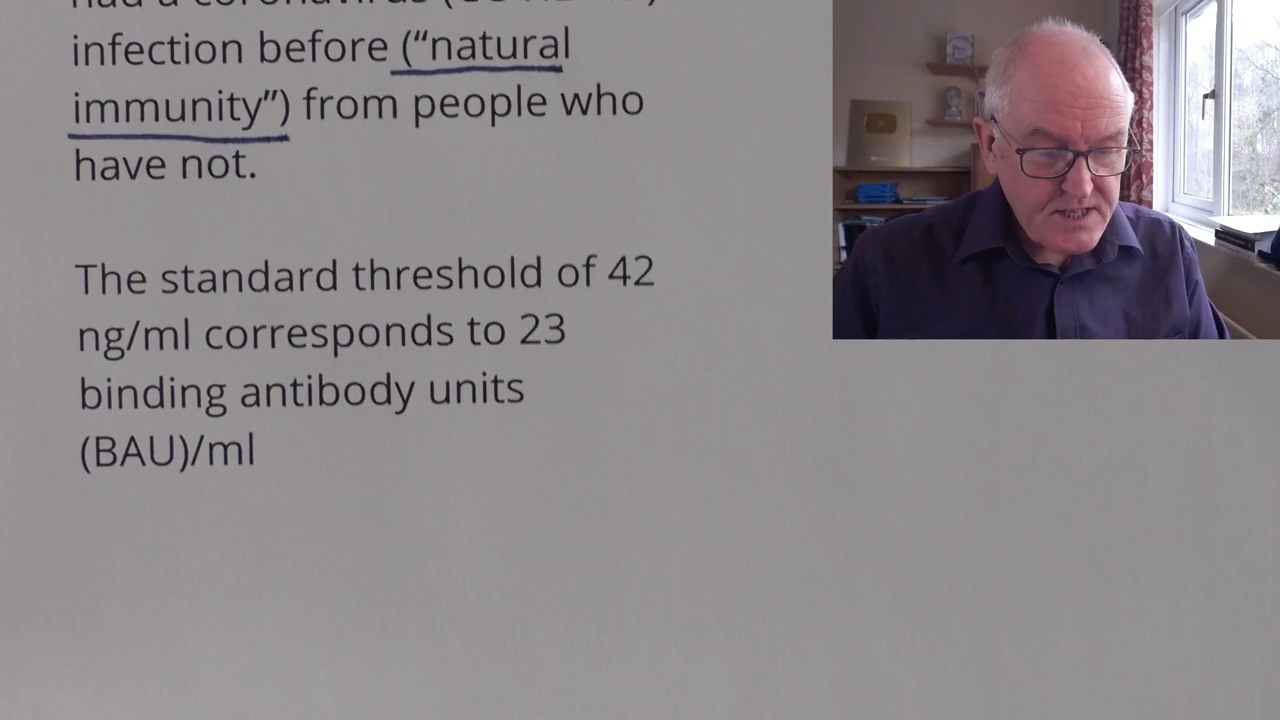 infection before (“natural
immunity”) from people who
have not.
The standard threshold of 42
ng/ml corresponds to 23
binding antibody units
(BAU)/ml